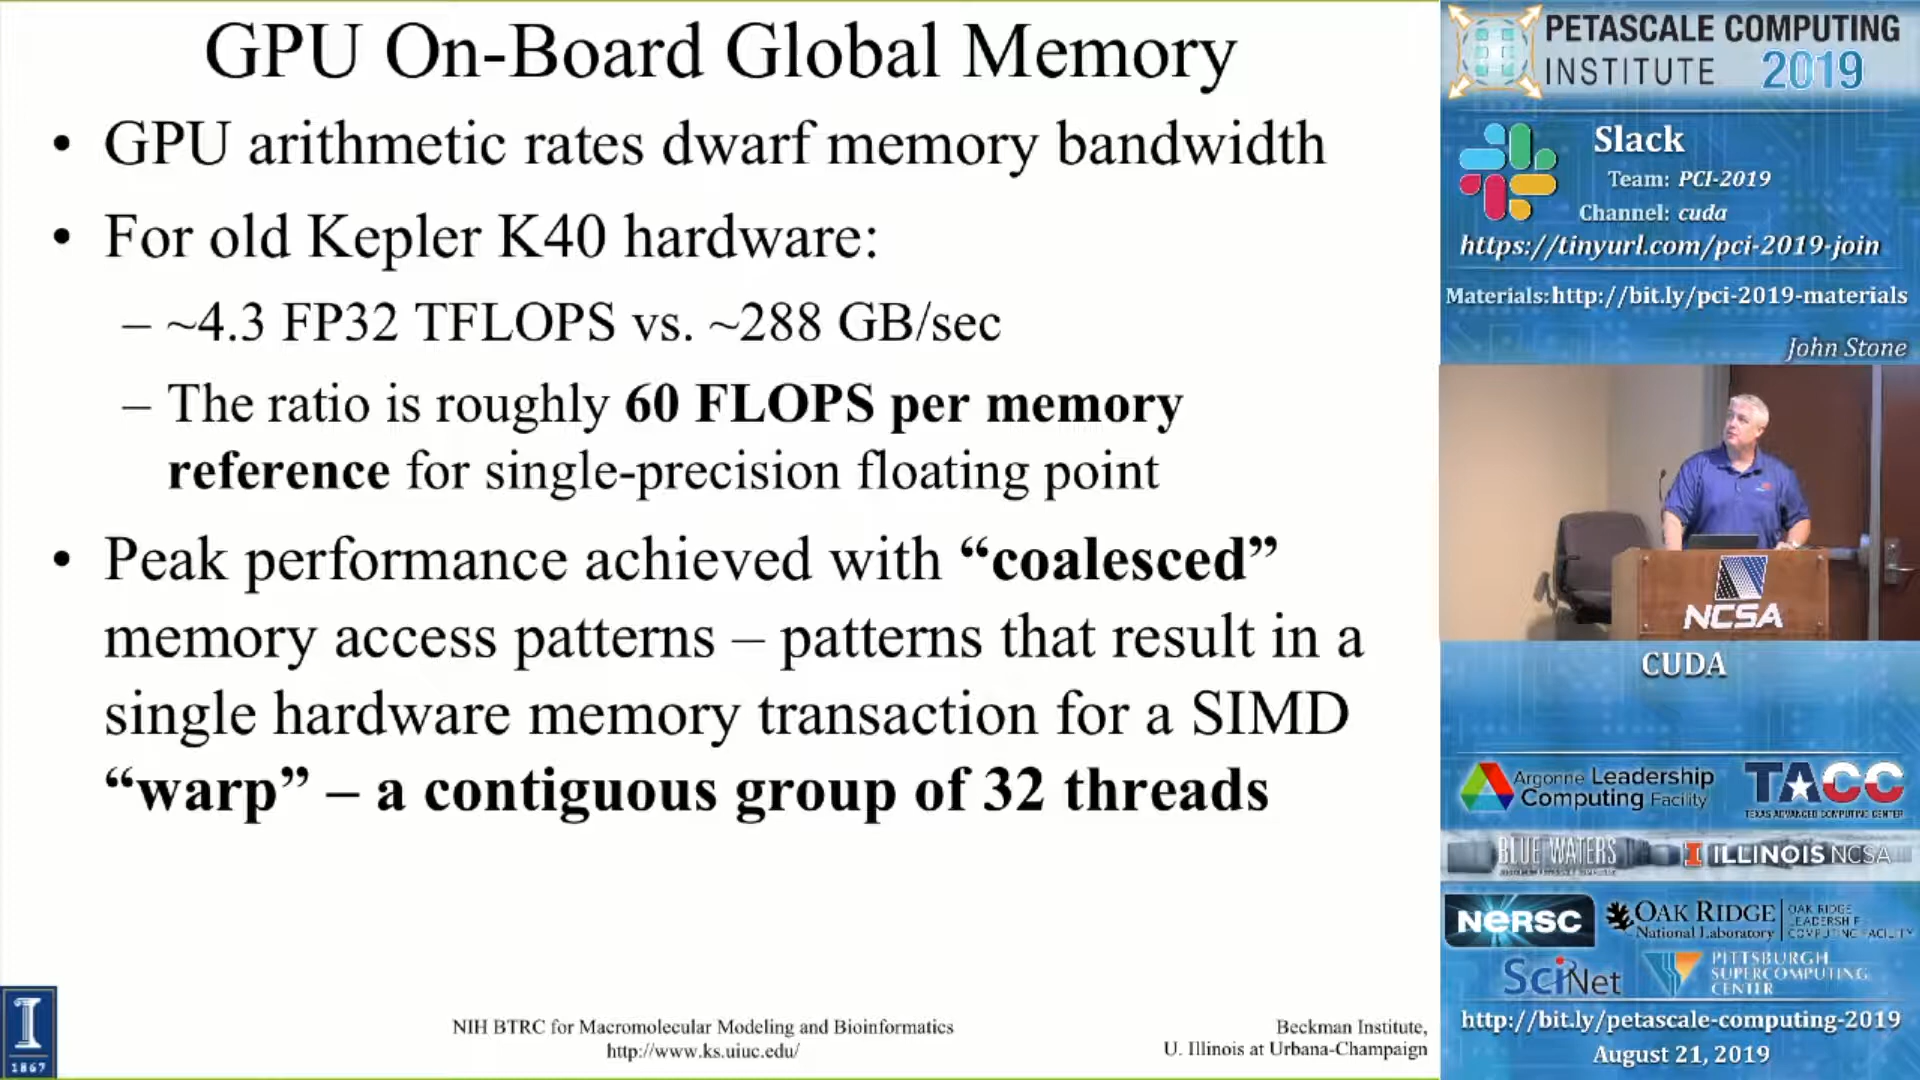 GPU On-Board Global Memory
• GPU arithmetic rates dwarf memory bandwidth
• For old Kepler K40 hardware:
– ~4.3 FP32 TFLOPS vs. ~288 GB/sec
– The ratio is roughly 60 FLOPS per memory
reference for single-precision floating point
• Peak performance achieved with “coalesced”
memory access patterns – patterns that result in a
single hardware memory transaction for a SIMD
“warp” – a contiguous group of 32 threads
I
1867
NIH BTRC for Macromolecular Modeling and Bioinformatics
http://www.ks.uiuc.edu/
Beckman Institute,
U. Illinois at Urbana-Champaign
PETASCALE COMPUTING
INSTITUTE 2019
Slack
Team: PCI-2019
Channel: cuda
https://tinyurl.com/pci-2019-join
Materials:http://bit.ly/pci-2019-materials
John Stone
NCSA
CUDA
Argonne Leadership
Computing Facility
TACC
TEXAS ADVANCED COMPUTING CENTER
BLUE WATERS
I ILLINOIS NCSA
NERSC
OAK RIDGE
National Laboratory
OAK RIDGE
LEADERSHIP
COMPUTING FACILITY
SciNet
PITTSBURGH
SUPERCOMPUTING
CENTER
http://bit.ly/petascale-computing-2019
August 21, 2019